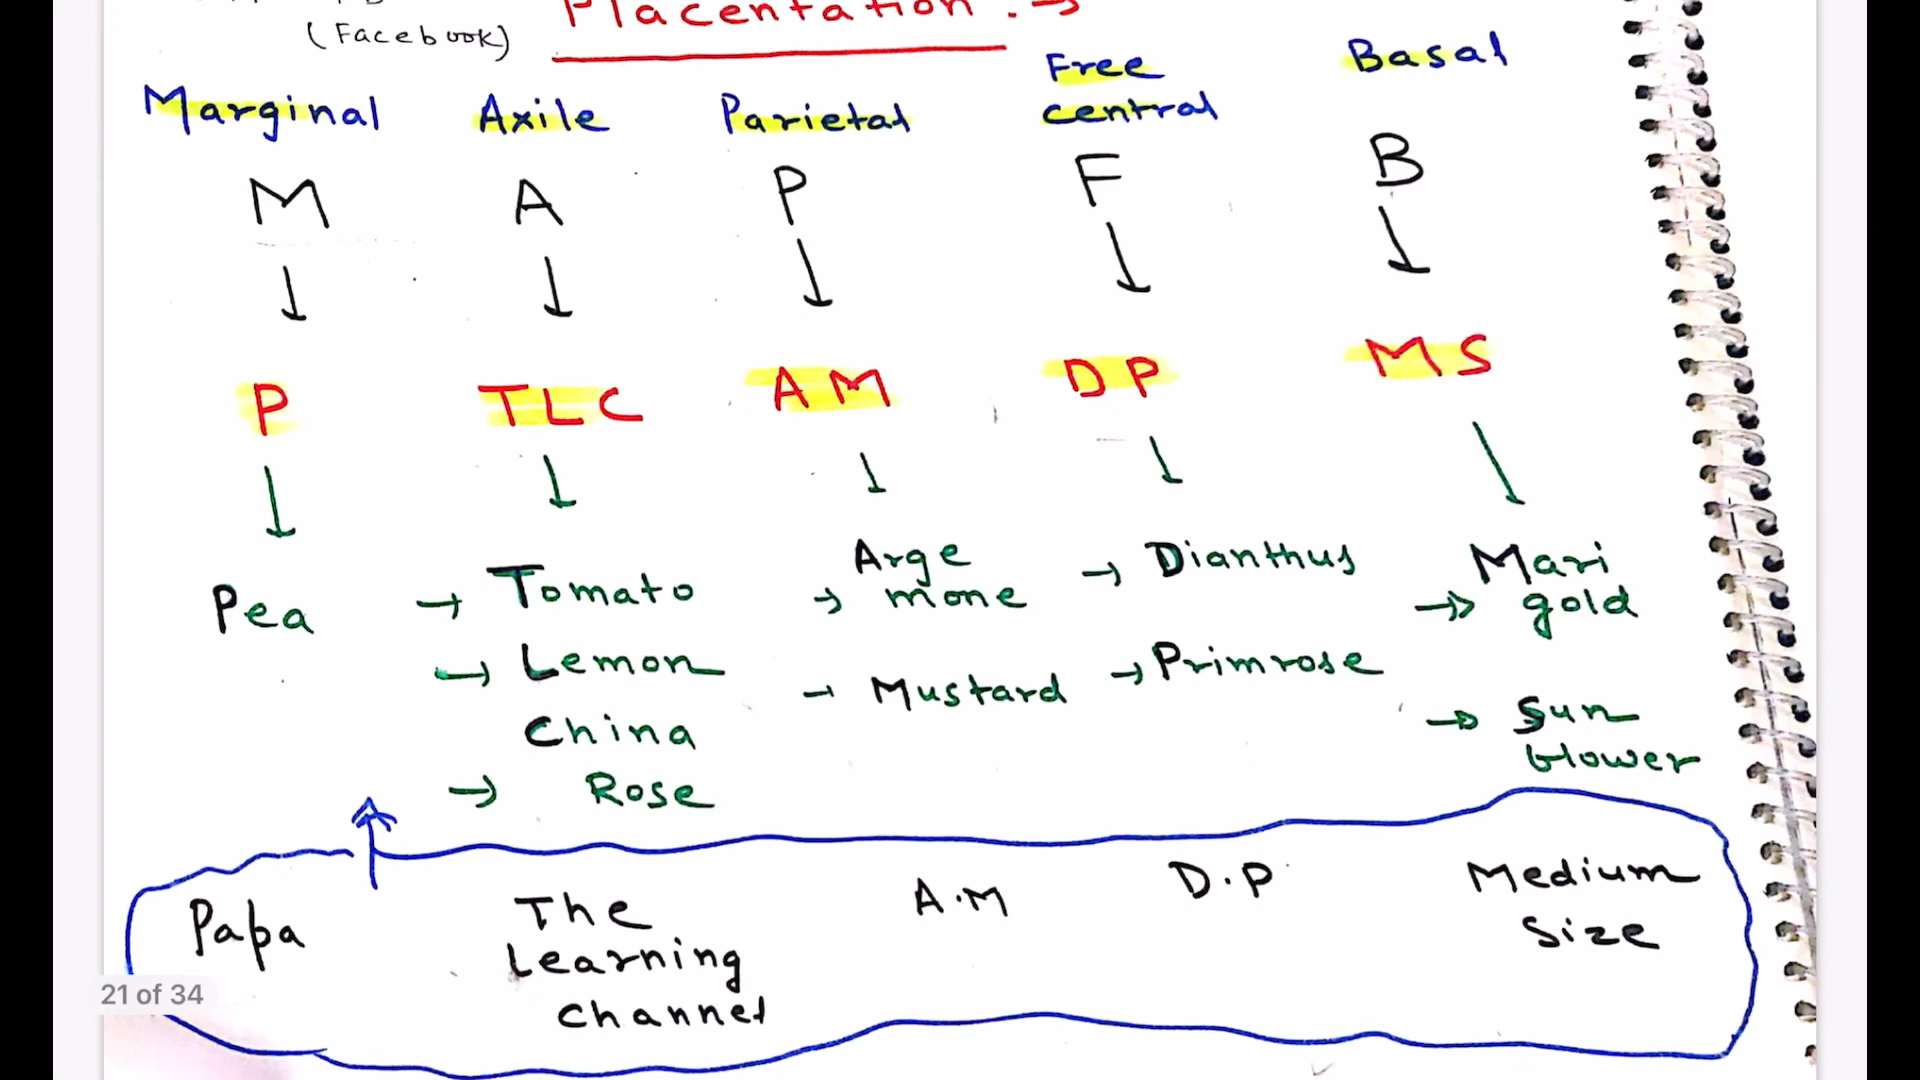 (Facebook)
Placentation :→
Marginal Axile Parietal Free central Basal
M A P F B
P TLC AM DP MS
Pea
→ Tomato
→ Lemon
China
→ Rose
→ Arge
mone
→ Mustard
→ Dianthus
→ Primrose
→ Mari
gold
→ Sun
blower
Papa
The
Learning
Channel
A.M
D.P
Medium
Size
21 of 34